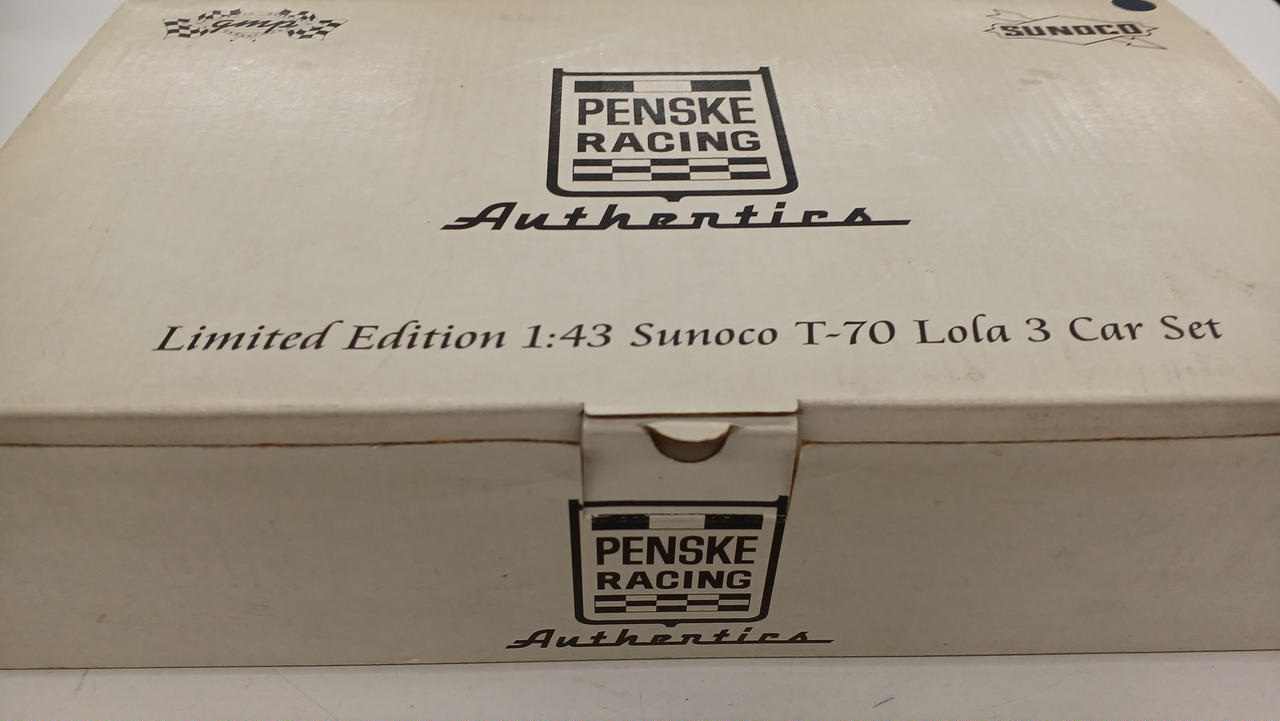 gmp
SUNOCO
PENSKE
RACING
Authentics
Limited Edition 1:43 Sunoco T-70 Lola 3 Car Set
PENSKE
RACING
Authentics